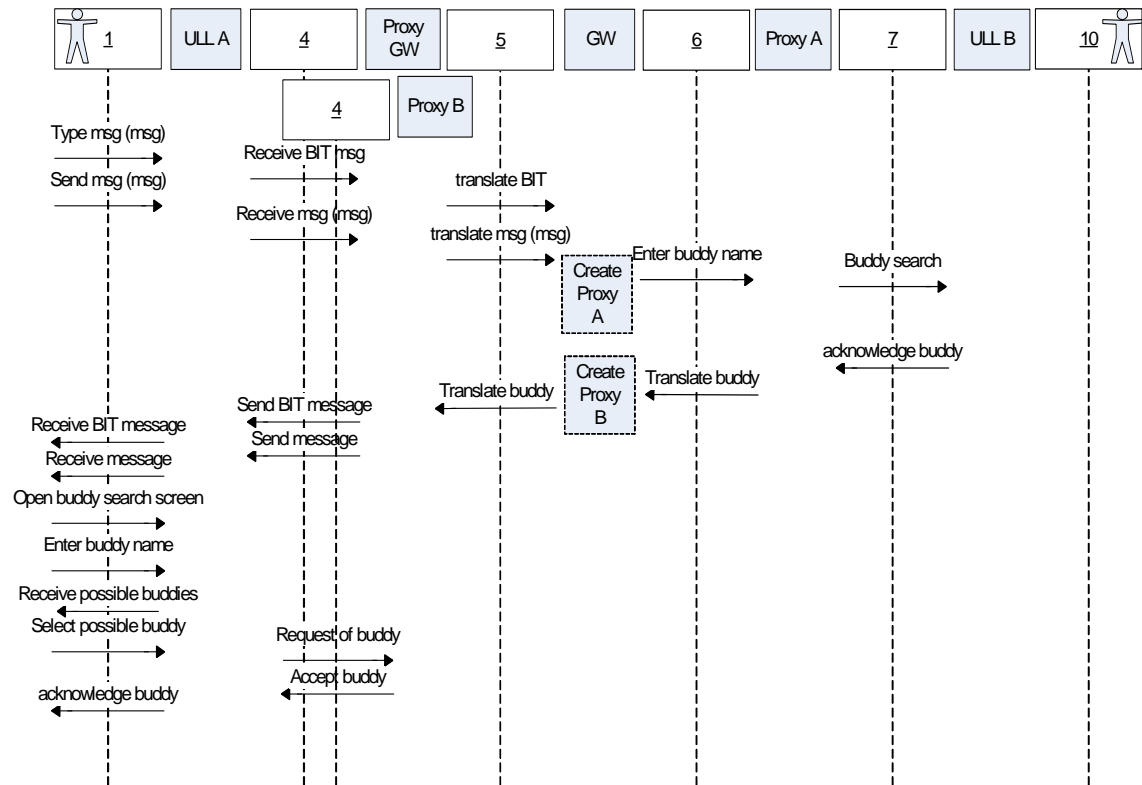 1
ULL A
4
Proxy
GW
5
GW
6
Proxy A
7
ULL B
10
4
Proxy B
Type msg (msg)
Receive BIT msg
Send msg (msg)
translate BIT
Receive msg (msg)
translate msg (msg)
Enter buddy name
Buddy search
Create
Proxy
A
acknowledge buddy
Create
Proxy
B
Translate buddy
Translate buddy
Send BIT message
Receive BIT message
Send message
Receive message
Open buddy search screen
Enter buddy name
Receive possible buddies
Select possible buddy
Request of buddy
Accept buddy
acknowledge buddy